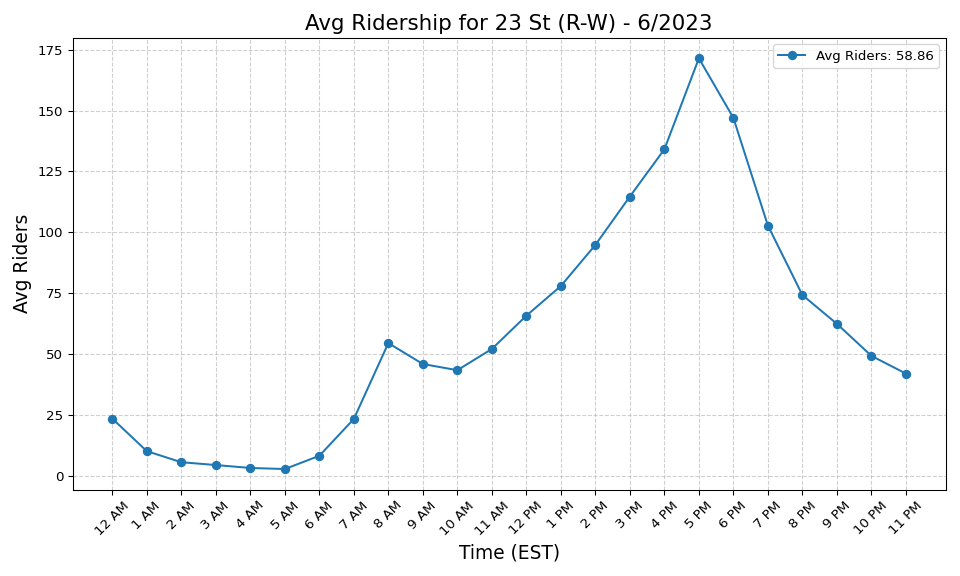 Avg Ridership for 23 St (R-W) - 6/2023
Avg Riders: 58.86
Avg Riders
175
150
125
100
75
50
25
0
12 AM
1 AM
2 AM
3 AM
4 AM
5 AM
6 AM
7 AM
8 AM
9 AM
10 AM
11 AM
12 PM
1 PM
2 PM
3 PM
4 PM
5 PM
6 PM
7 PM
8 PM
9 PM
10 PM
11 PM
Time (EST)